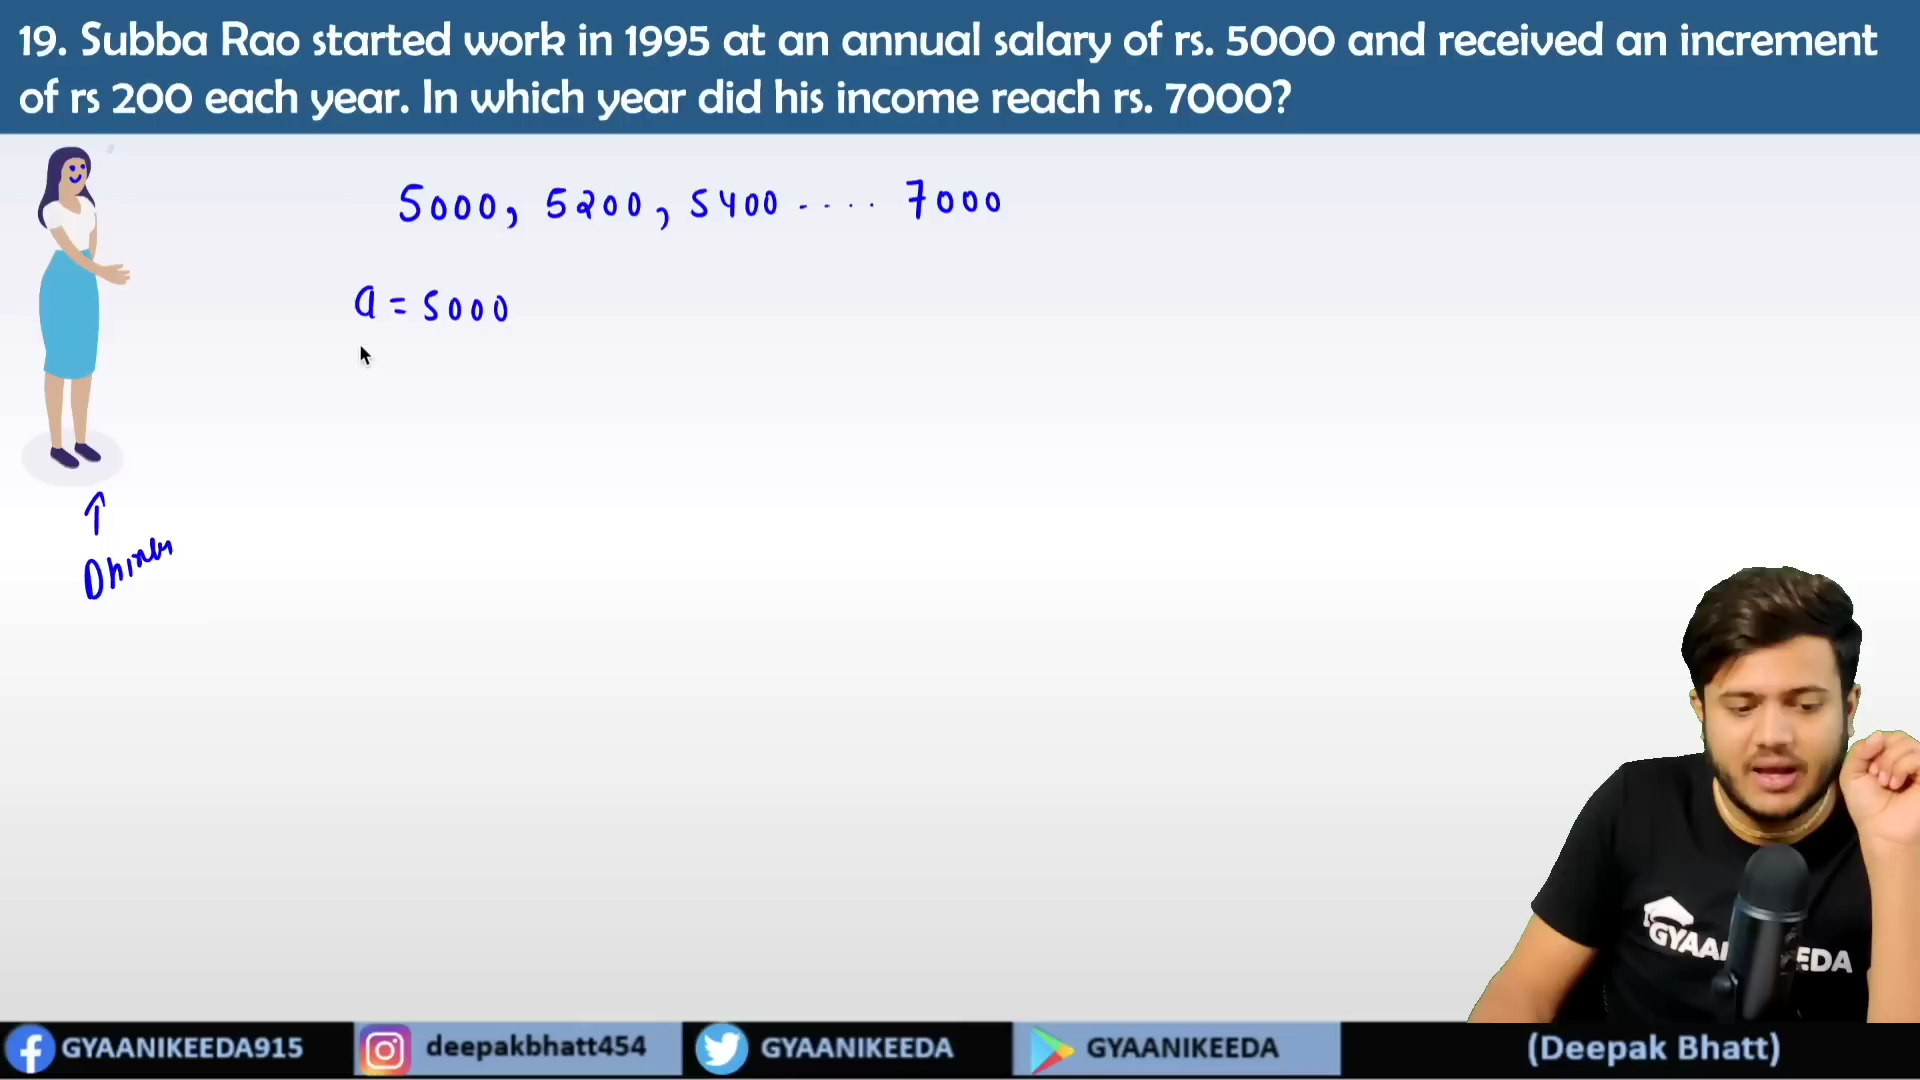 19. Subba Rao started work in 1995 at an annual salary of rs. 5000 and received an increment
of rs 200 each year. In which year did his income reach rs. 7000?
5000, 5200, 5400 ---- 7000
a = 5000
GYAANI EDA
GYAANIKEEDA915 deepakbhatt454 GYAANIKEEDA GYAANIKEEDA (Deepak Bhatt)